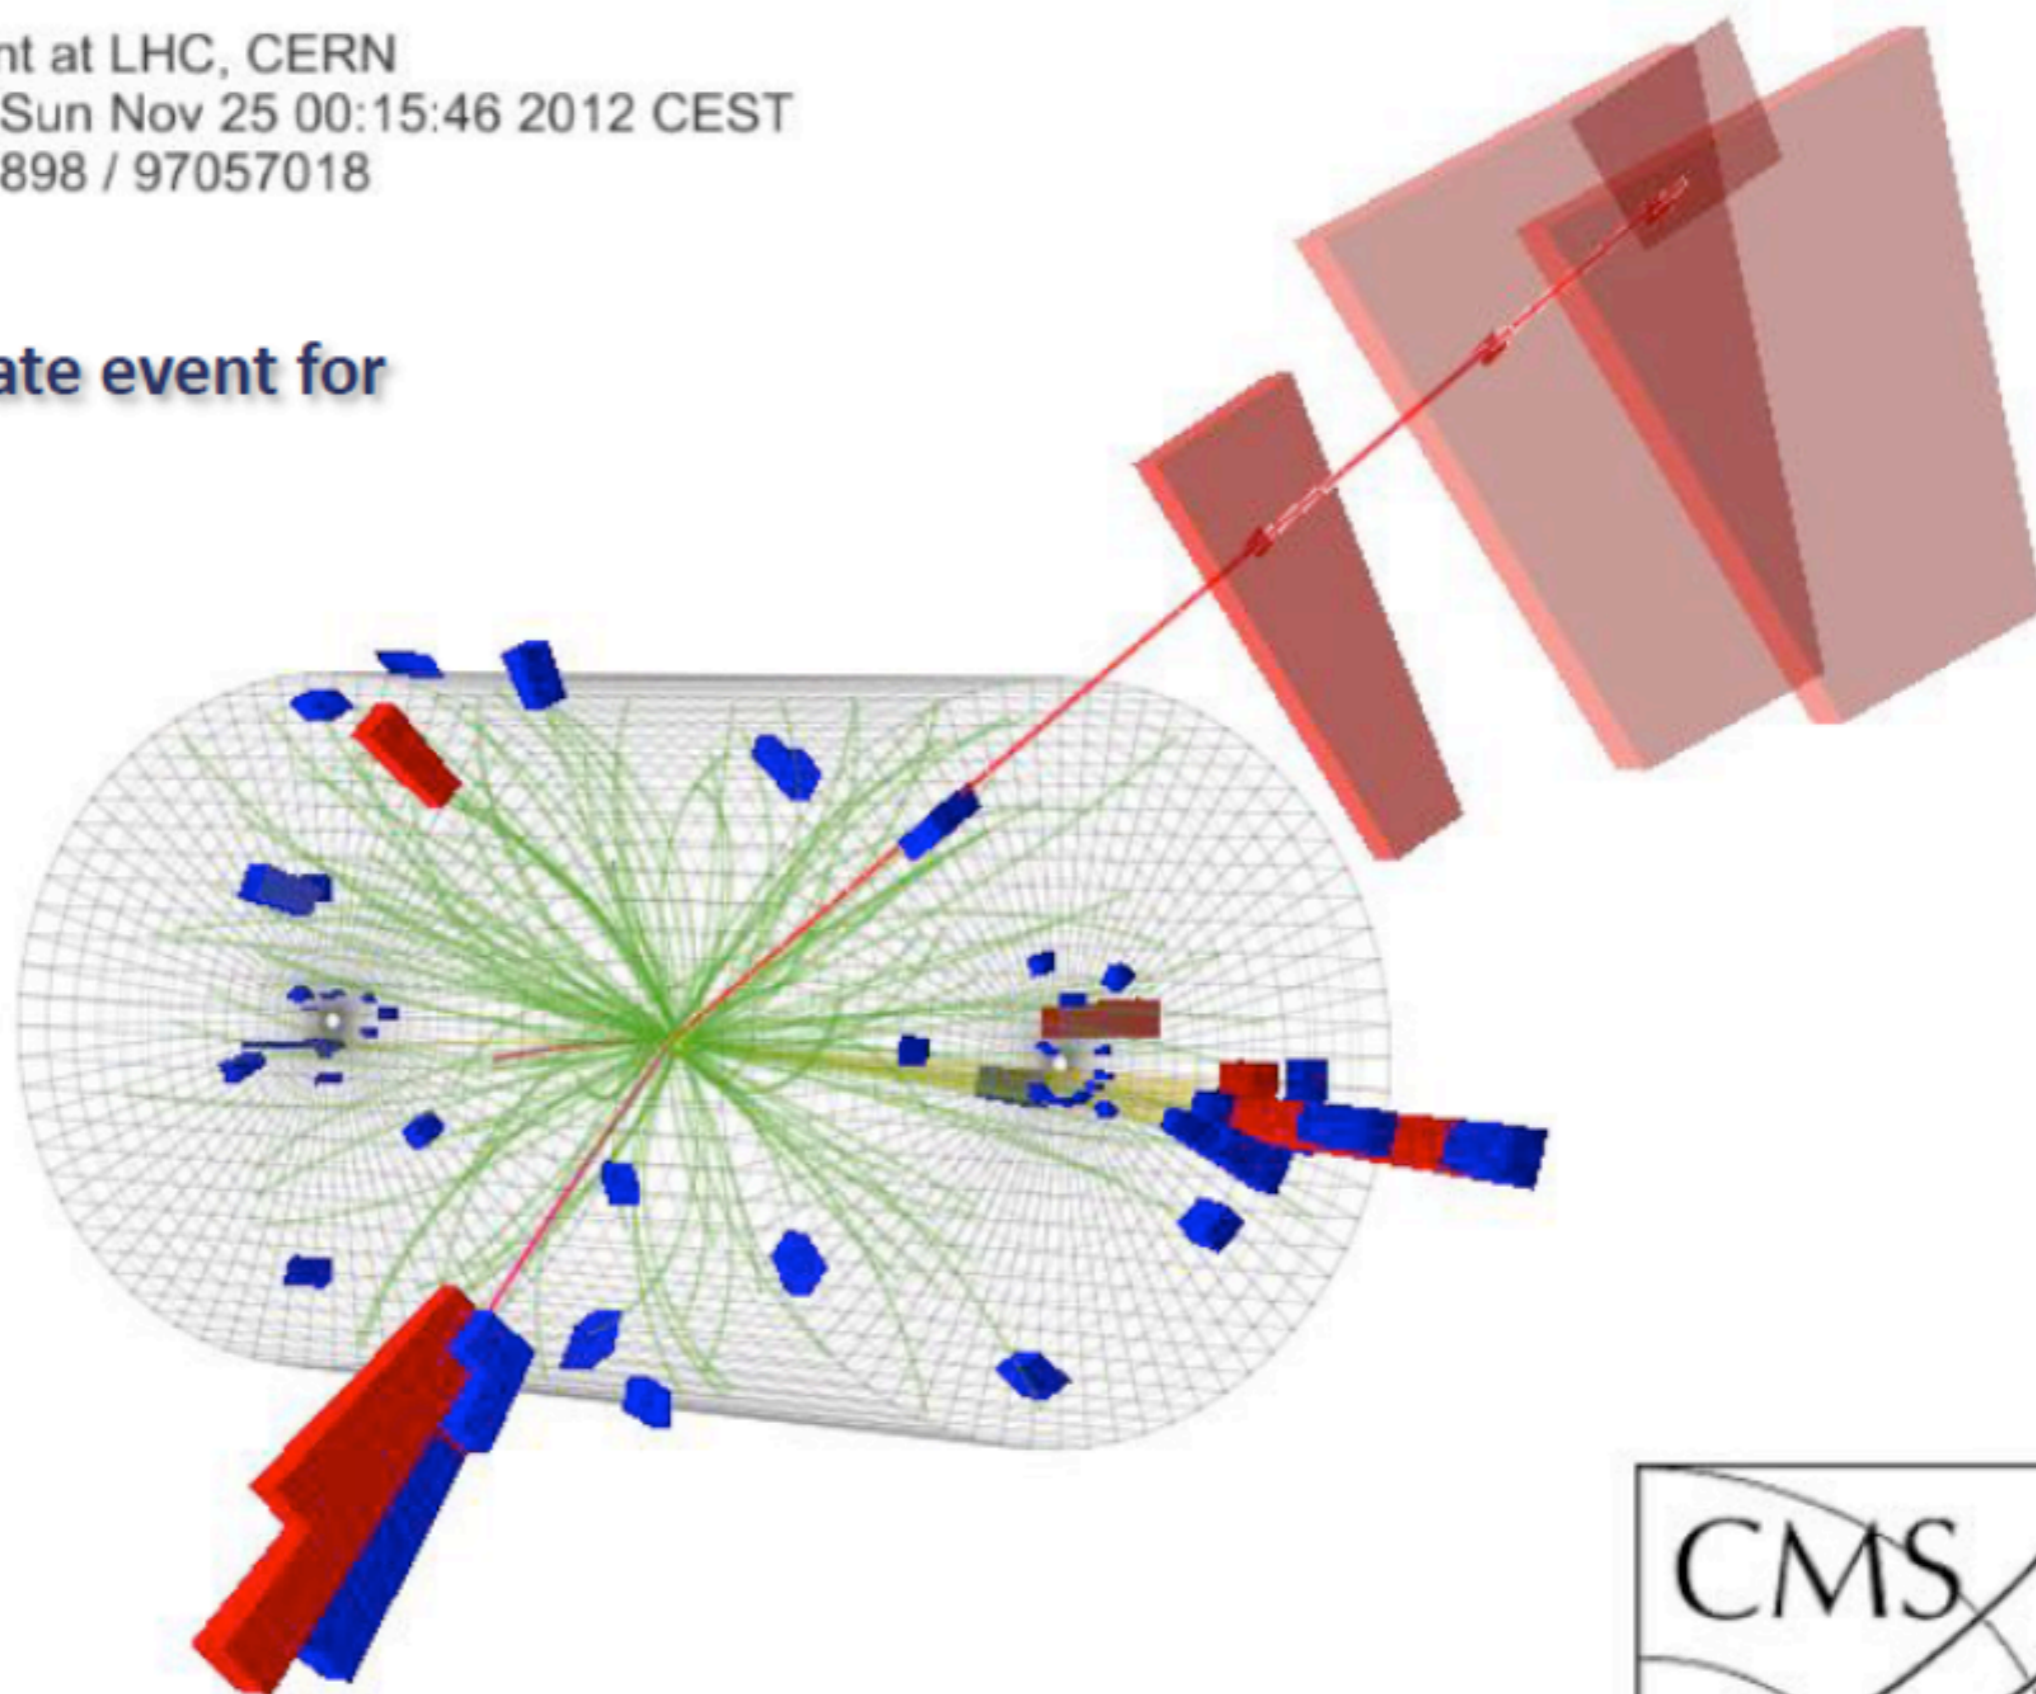 nt at LHC, CERN
Sun Nov 25 00:15:46 2012 CEST
898 / 97057018
ate event for
CMS